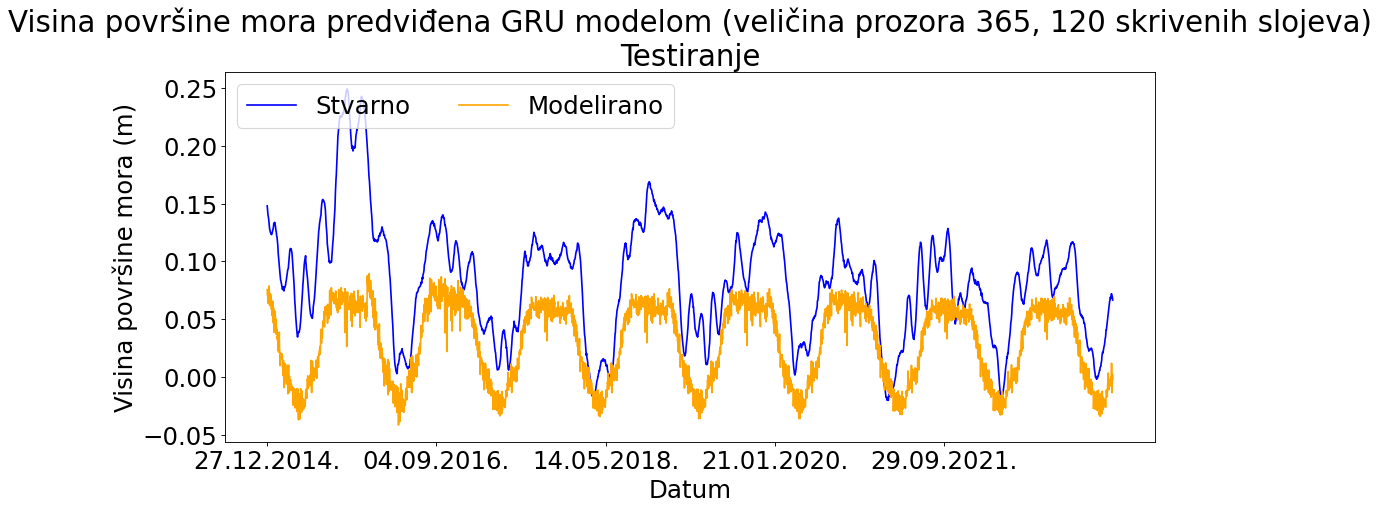 Visina površine mora predviđena GRU modelom (veličina prozora 365, 120 skrivenih slojeva)
Testiranje
Stvarno
Modelirano
Visina površine mora (m)
0.25
0.20
0.15
0.10
0.05
0.00
−0.05
27.12.2014.
04.09.2016.
14.05.2018.
21.01.2020.
29.09.2021.
Datum